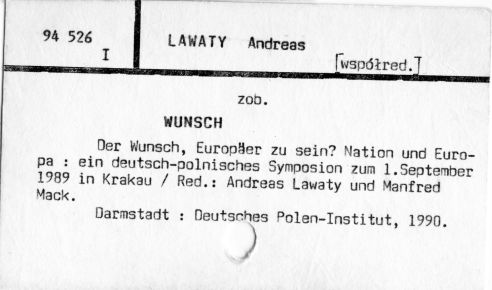 94 526
I
LAWATY Andreas
[współred.]
zob.
WUNSCH
Der Wunsch, Europäer zu sein? Nation und Euro-
pa : ein deutsch-polnisches Symposion zum 1.September
1989 in Krakau / Red.: Andreas Lawaty und Manfred
Mack.
Darmstadt : Deutsches Polen-Institut, 1990.